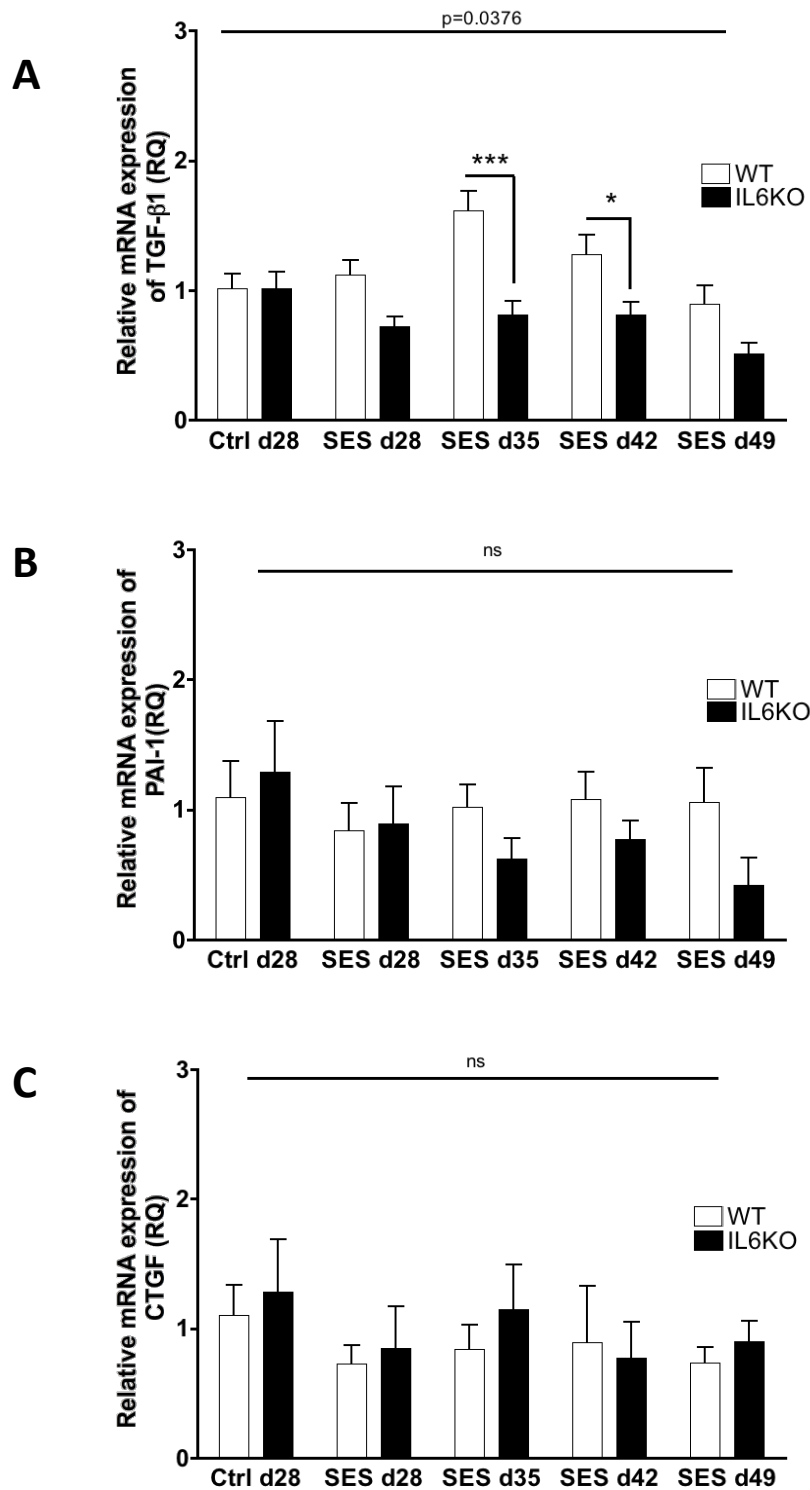 A
p=0.0376
Relative mRNA expression
of TGF-β1 (RQ)
3
2
1
0
***
*
WT
IL6KO
Ctrl d28 SES d28 SES d35 SES d42 SES d49
B
ns
Relative mRNA expression of
PAI-1(RQ)
3
2
1
0
WT
IL6KO
Ctrl d28 SES d28 SES d35 SES d42 SES d49
C
ns
Relative mRNA expression of
CTGF (RQ)
3
2
1
0
WT
IL6KO
Ctrl d28 SES d28 SES d35 SES d42 SES d49